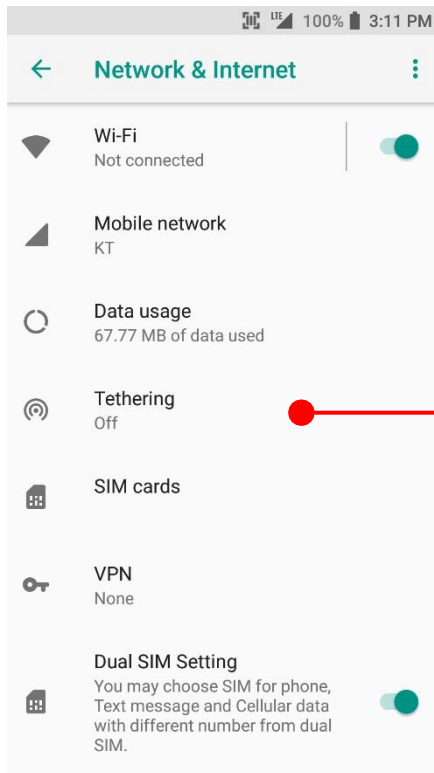 LTE 100% 3:11 PM
Network & Internet
Wi-Fi
Not connected
Mobile network
KT
Data usage
67.77 MB of data used
Tethering
Off
SIM cards
VPN
None
Dual SIM Setting
You may choose SIM for phone,
Text message and Cellular data
with different number from dual
SIM.